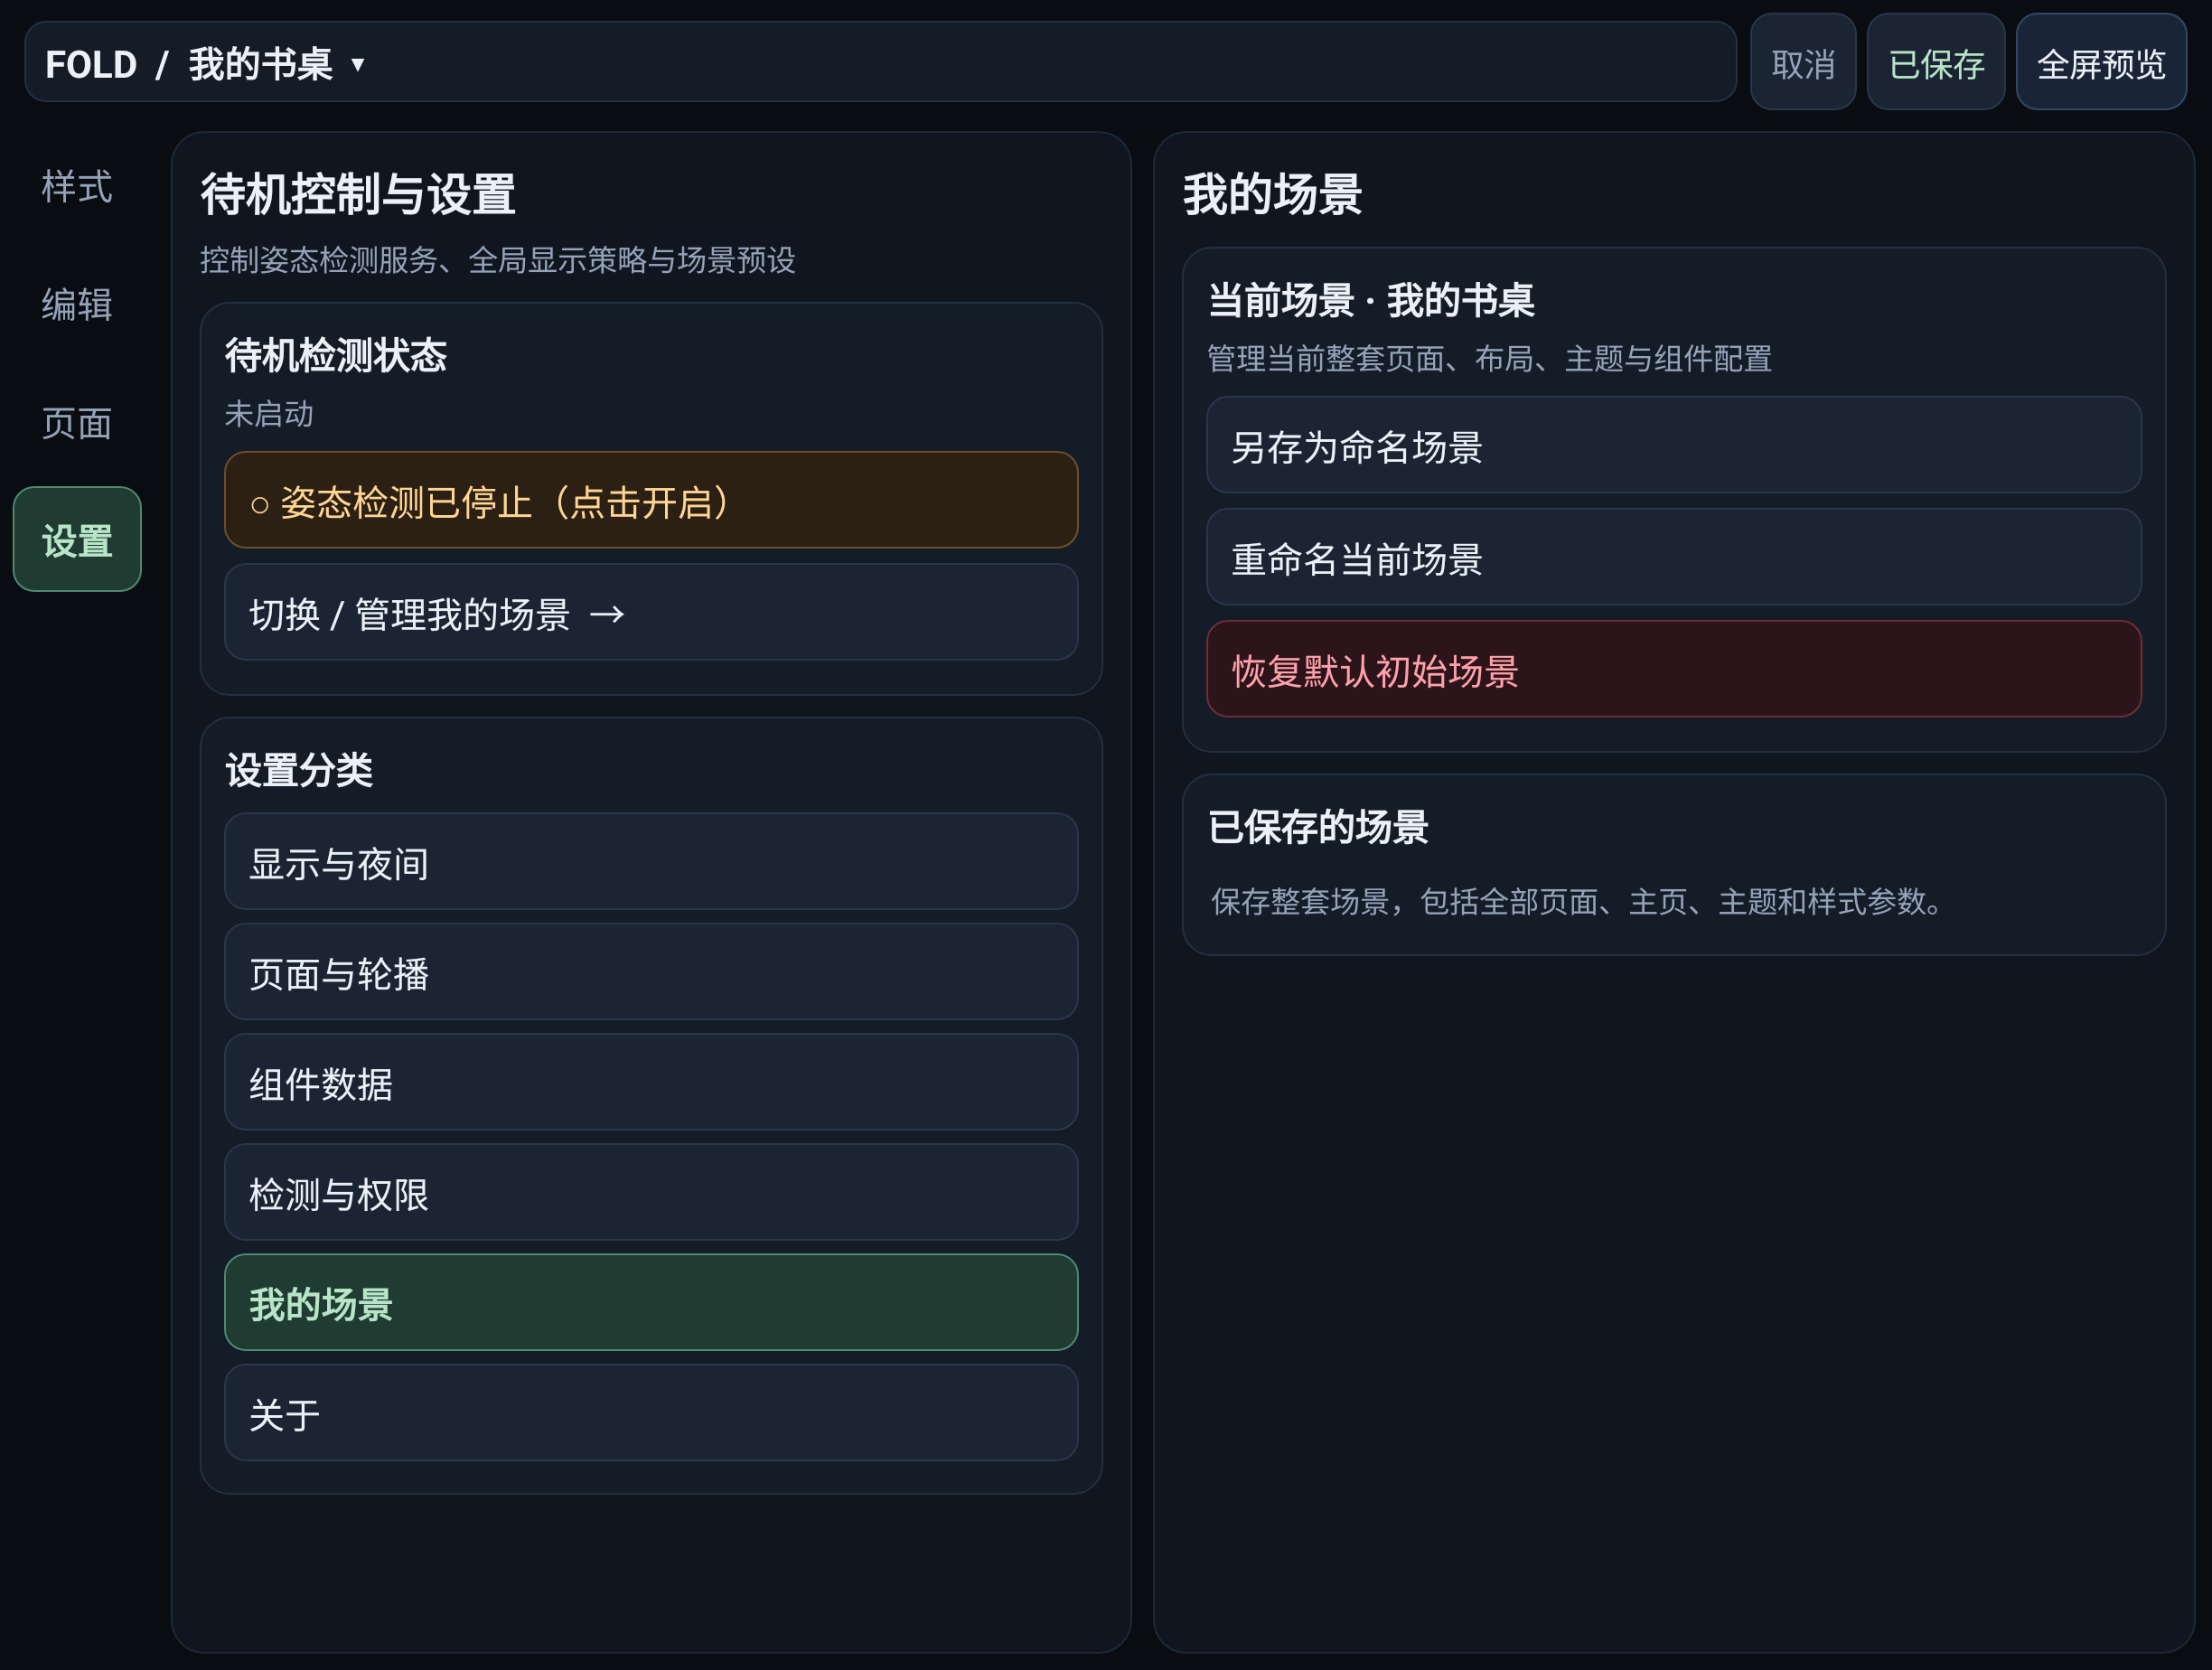 FOLD / 我的书桌 ▾
取消
已保存
全屏预览
样式
编辑
页面
设置
待机控制与设置
控制姿态检测服务、全局显示策略与场景预设
待机检测状态
未启动
○ 姿态检测已停止（点击开启）
切换 / 管理我的场景 →
设置分类
显示与夜间
页面与轮播
组件数据
检测与权限
我的场景
关于
我的场景
当前场景 · 我的书桌
管理当前整套页面、布局、主题与组件配置
另存为命名场景
重命名当前场景
恢复默认初始场景
已保存的场景
保存整套场景，包括全部页面、主页、主题和样式参数。